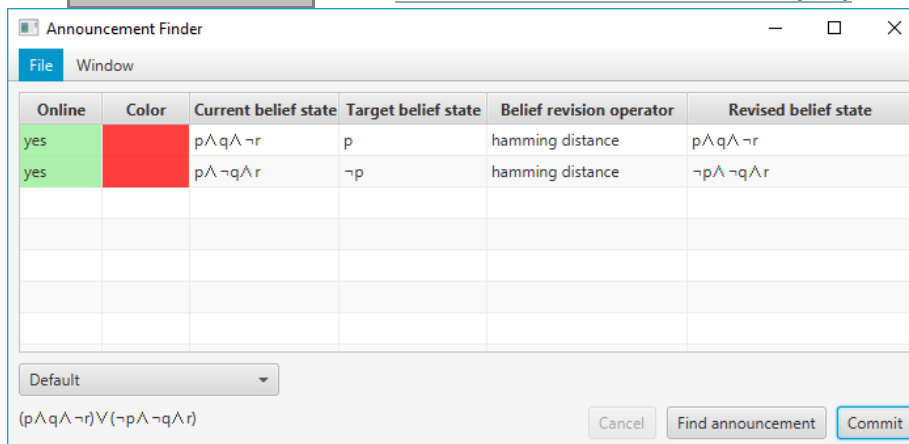 Announcement Finder
File Window
Online Color Current belief state Target belief state Belief revision operator Revised belief state
yes p∧q∧¬r p hamming distance p∧q∧¬r
yes p∧¬q∧r ¬p hamming distance ¬p∧¬q∧r
Default
(p∧q∧¬r)∨(¬p∧¬q∧r)
Cancel Find announcement Commit